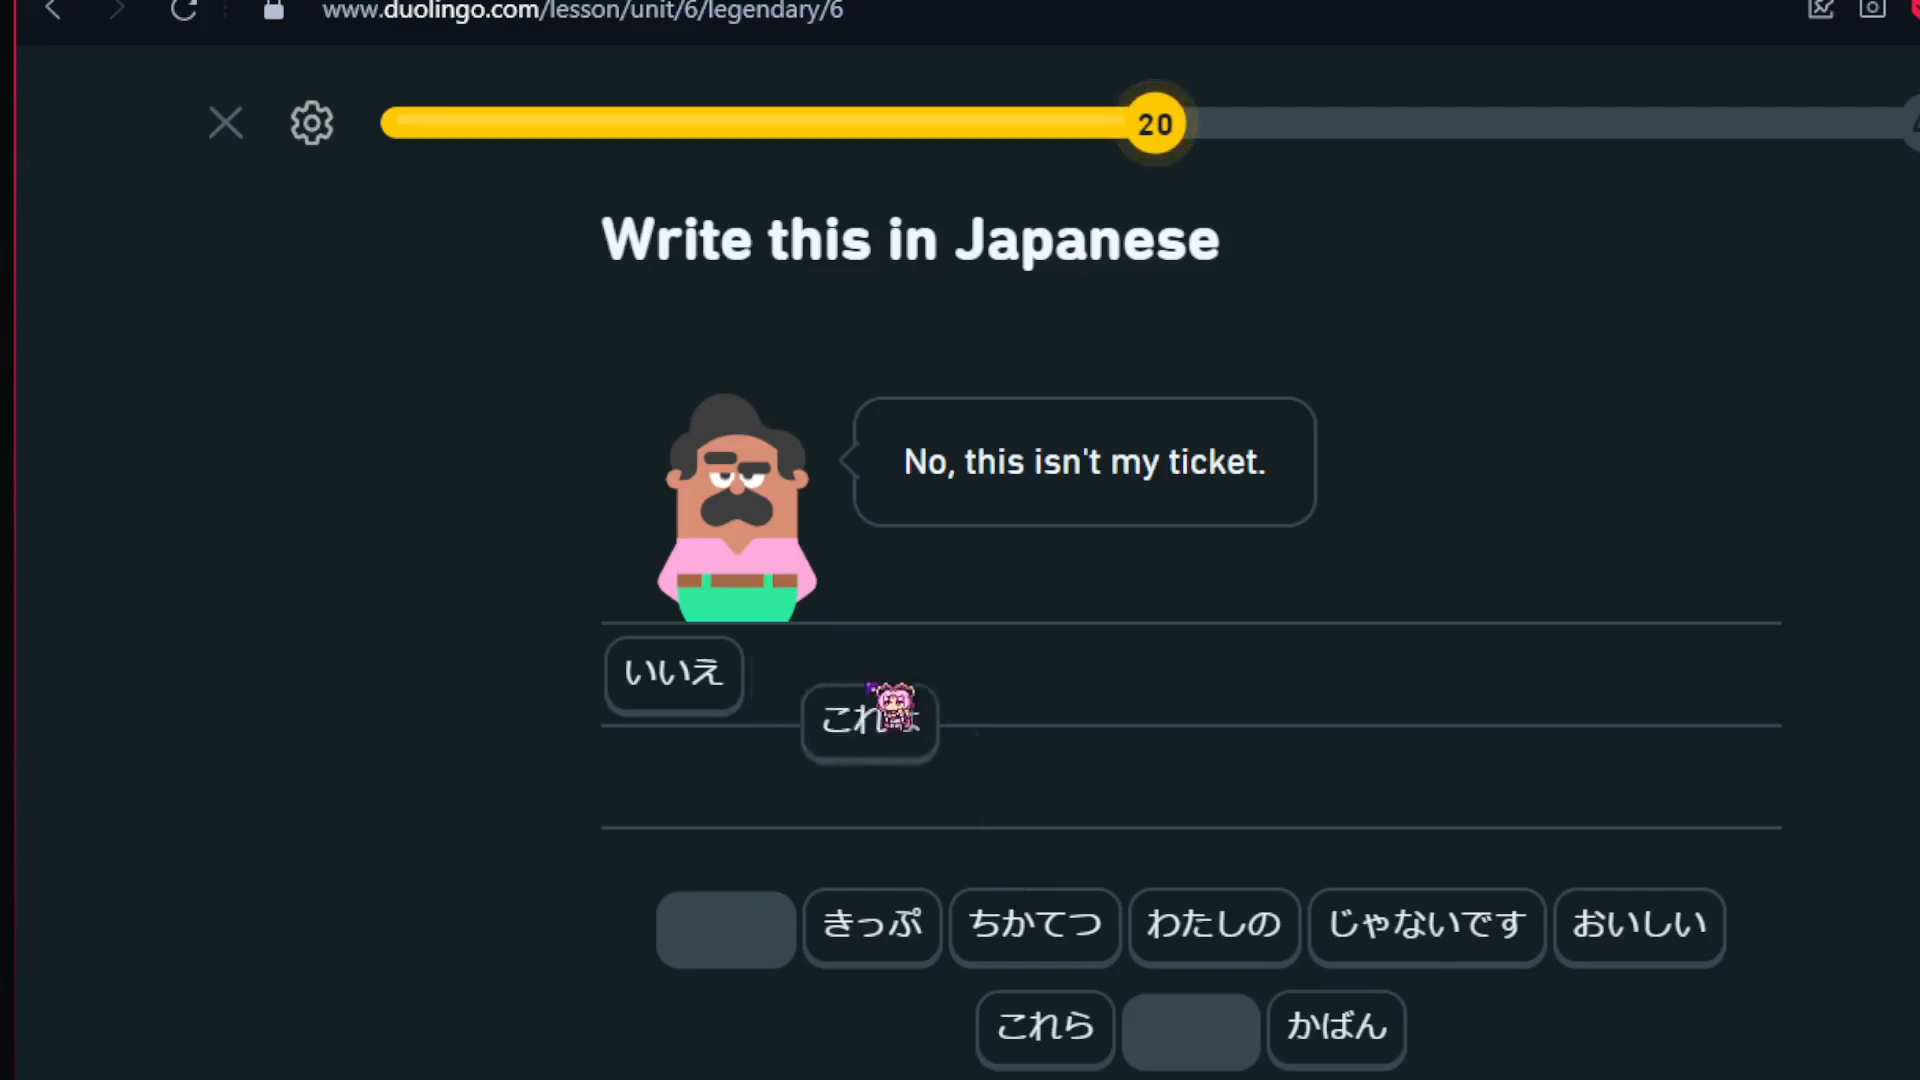 www.duolingo.com/lesson/unit/6/legendary/6
20
Write this in Japanese
No, this isn't my ticket.
いいえ
これは
きっぷ ちかてつ わたしの じゃないです おいしい
これら かばん